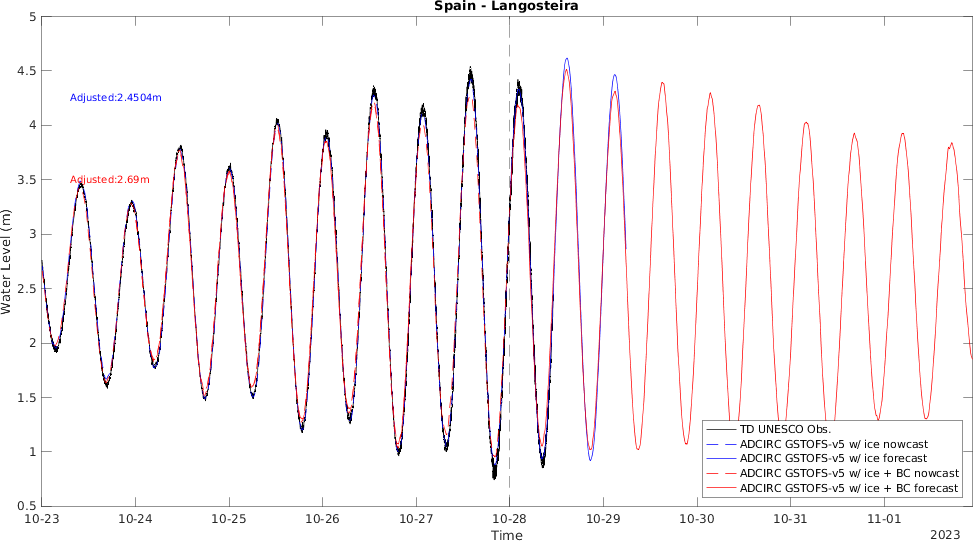 Spain - Langosteira
5
4.5
Adjusted:2.4504m
4
3.5
Adjusted:2.69m
3
2.5
2
1.5
1
0.5
Water Level (m)
TD UNESCO Obs.
ADCIRC GSTOFS-v5 w/ ice nowcast
ADCIRC GSTOFS-v5 w/ ice forecast
ADCIRC GSTOFS-v5 w/ ice + BC nowcast
ADCIRC GSTOFS-v5 w/ ice + BC forecast
10-23 10-24 10-25 10-26 10-27 10-28 10-29 10-30 10-31 11-01
Time
2023